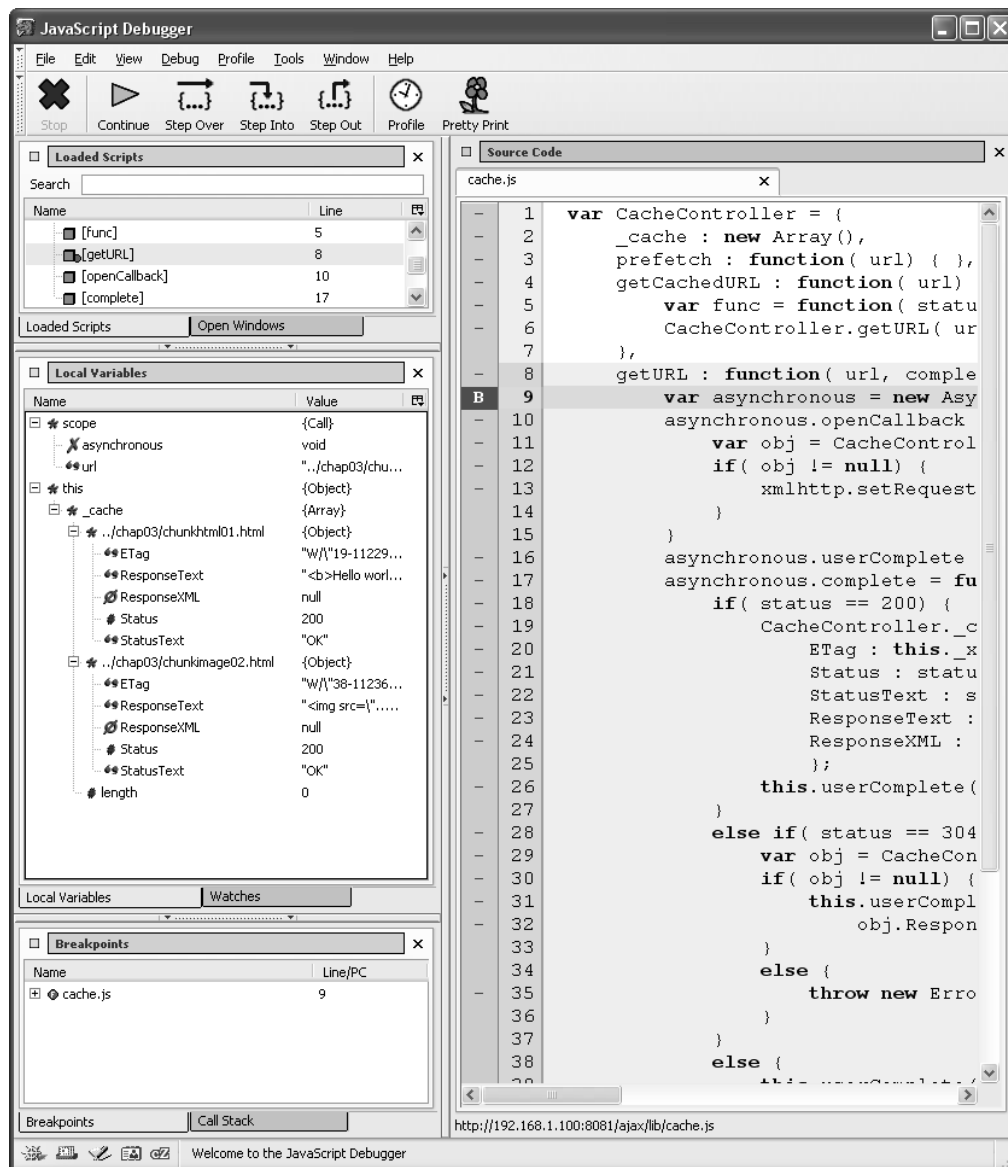 JavaScript Debugger
File Edit View Debug Profile Tools Window Help
Stop Continue Step Over Step Into Step Out Profile Pretty Print
{...} {...} {...}
Loaded Scripts
Search
Name Line
[func] 5
[getURL] 8
[openCallback] 10
[complete] 17
Loaded Scripts Open Windows
Local Variables
Name Value
scope {Call}
asynchronous void
url "../chap03/chu...
this {Object}
_cache {Array}
../chap03/chunkhtml01.html {Object}
ETag "W/\"19-11229...
ResponseText "<b>Hello worl...
ResponseXML null
Status 200
StatusText "OK"
../chap03/chunkimage02.html {Object}
ETag "W/\"38-11236...
ResponseText "<img src=\".....
ResponseXML null
Status 200
StatusText "OK"
length 0
Local Variables Watches
Breakpoints
Name Line/PC
cache.js 9
Breakpoints Call Stack
Source Code
cache.js
– 1 var CacheController = {
– 2 _cache : new Array(),
– 3 prefetch : function( url) { },
– 4 getCachedURL : function( url)
– 5 var func = function( statu
– 6 CacheController.getURL( ur
7 },
– 8 getURL : function( url, comple
B 9 var asynchronous = new Asy
– 10 asynchronous.openCallback
– 11 var obj = CacheControl
– 12 if( obj != null) {
– 13 xmlhttp.setRequest
14 }
15 }
– 16 asynchronous.userComplete
– 17 asynchronous.complete = fu
– 18 if( status == 200) {
– 19 CacheController._c
– 20 ETag : this._x
– 21 Status : statu
– 22 StatusText : s
– 23 ResponseText :
– 24 ResponseXML :
25 };
– 26 this.userComplete(
27 }
– 28 else if( status == 304
– 29 var obj = CacheCon
– 30 if( obj != null) {
– 31 this.userCompl
– 32 obj.Respon
33 }
34 else {
– 35 throw new Erro
36 }
37 }
38 else {
http://192.168.1.100:8081/ajax/lib/cache.js
Welcome to the JavaScript Debugger